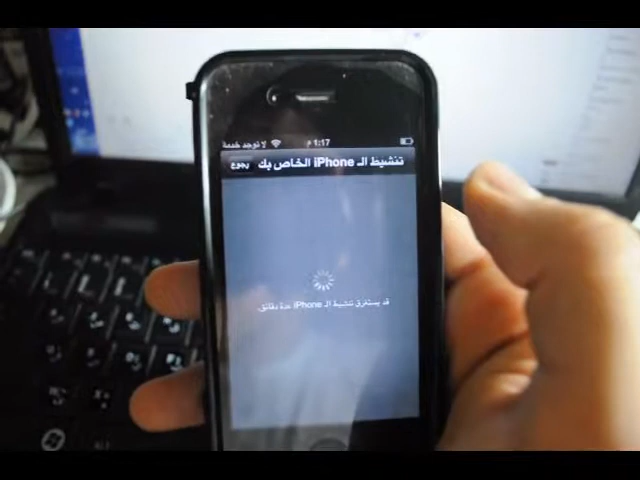 لا توجد خدمة 1:17 م
تنشيط الـ iPhone الخاص بك رجوع
قد يستغرق تنشيط الـ iPhone عدة دقائق.